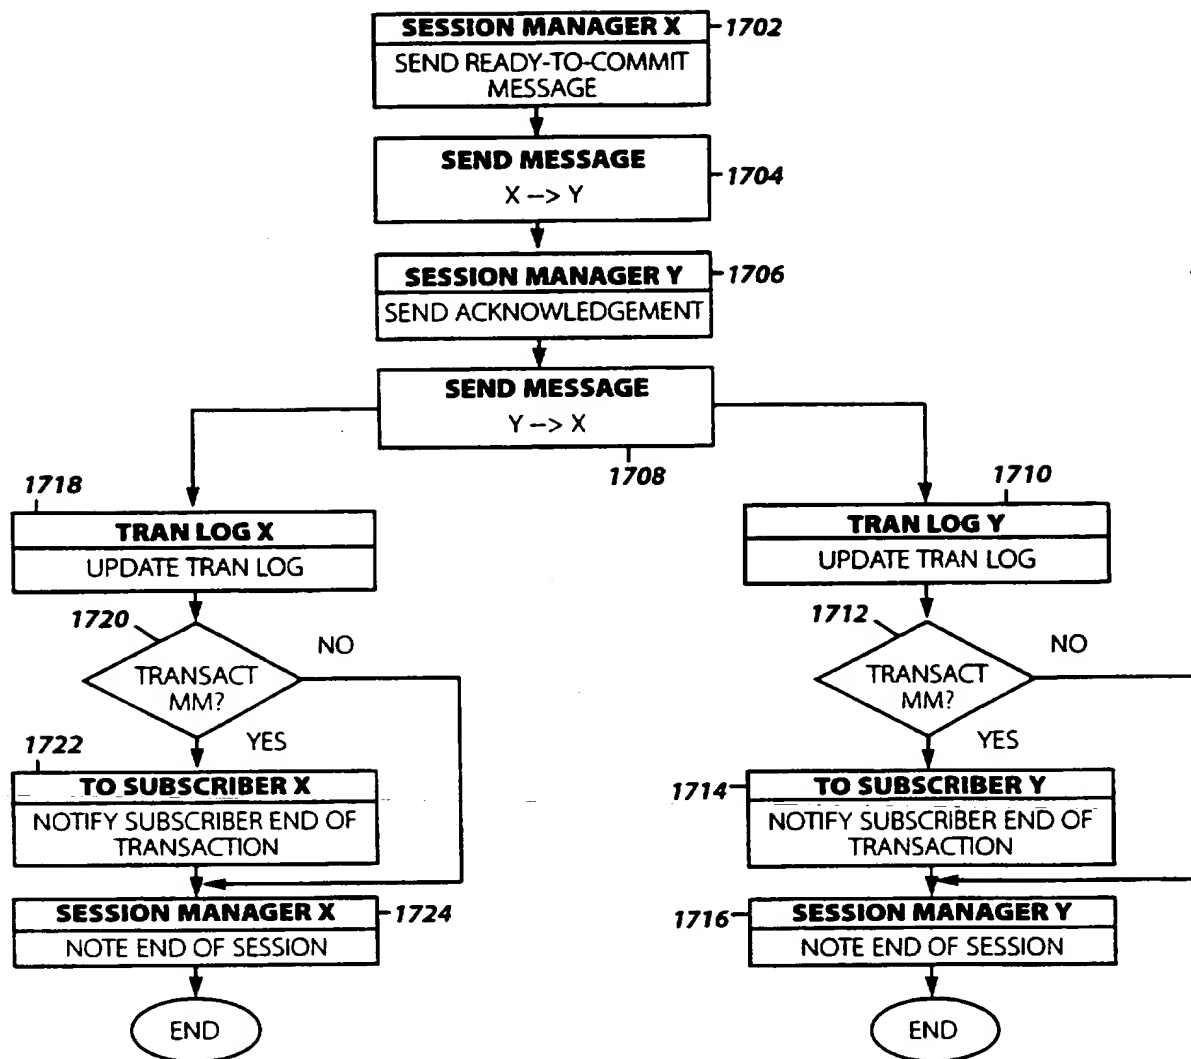 SESSION MANAGER X
1702
SEND READY-TO-COMMIT
MESSAGE
SEND MESSAGE
1704
X --> Y
SESSION MANAGER Y
1706
SEND ACKNOWLEDGEMENT
SEND MESSAGE
Y --> X
1708
1718
TRAN LOG X
UPDATE TRAN LOG
1720
NO
TRANSACT
MM?
YES
1722
TO SUBSCRIBER X
NOTIFY SUBSCRIBER END OF
TRANSACTION
SESSION MANAGER X
1724
NOTE END OF SESSION
END
1710
TRAN LOG Y
UPDATE TRAN LOG
1712
NO
TRANSACT
MM?
YES
1714
TO SUBSCRIBER Y
NOTIFY SUBSCRIBER END OF
TRANSACTION
1716
SESSION MANAGER Y
NOTE END OF SESSION
END